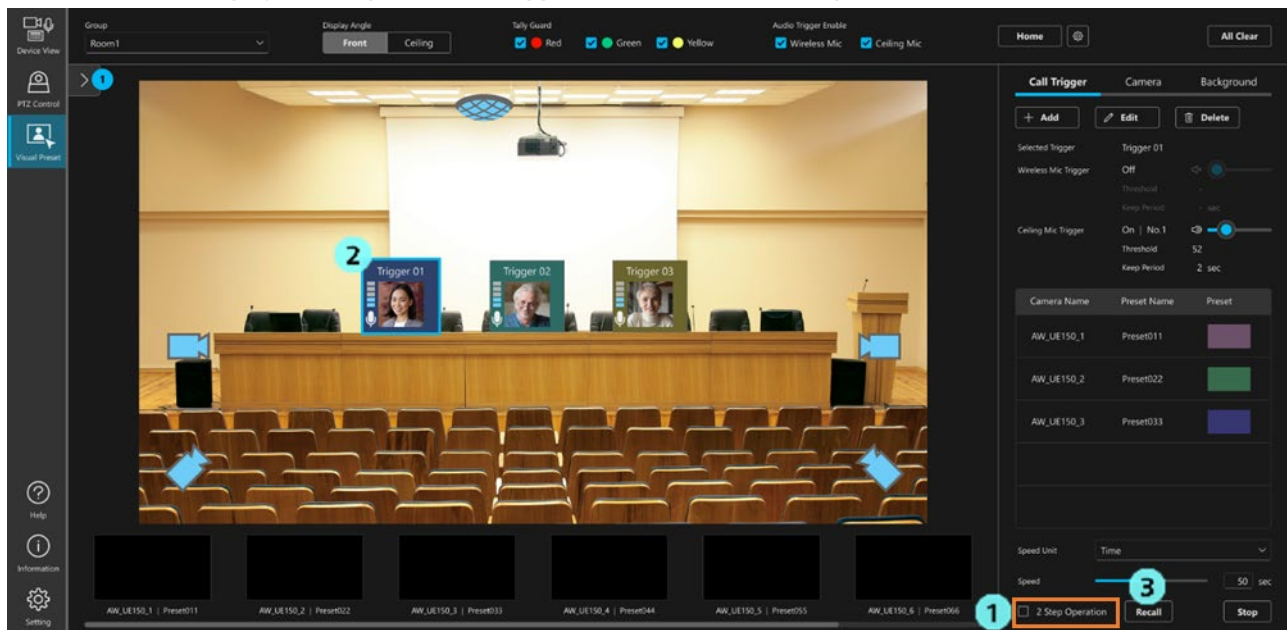 Device View
PTZ Control
Visual Preset
Help
Information
Setting
Group
Room1
Display Angle
Front Ceiling
Tally Guard
Red Green Yellow
Audio Trigger Enable
Wireless Mic Ceiling Mic
Home
All Clear
1
2
Trigger 01
Trigger 02
Trigger 03
AW_UE150_1 | Preset011
AW_UE150_2 | Preset022
AW_UE150_3 | Preset033
AW_UE150_4 | Preset044
AW_UE150_5 | Preset055
AW_UE150_6 | Preset066
Call Trigger Camera Background
+ Add Edit Delete
Selected Trigger Trigger 01
Wireless Mic Trigger Off
Threshold -
Keep Period - sec
Ceiling Mic Trigger On | No.1
Threshold 52
Keep Period 2 sec
Camera Name Preset Name Preset
AW_UE150_1 Preset011
AW_UE150_2 Preset022
AW_UE150_3 Preset033
Speed Unit Time
Speed 50 sec
3
1
2 Step Operation Recall Stop